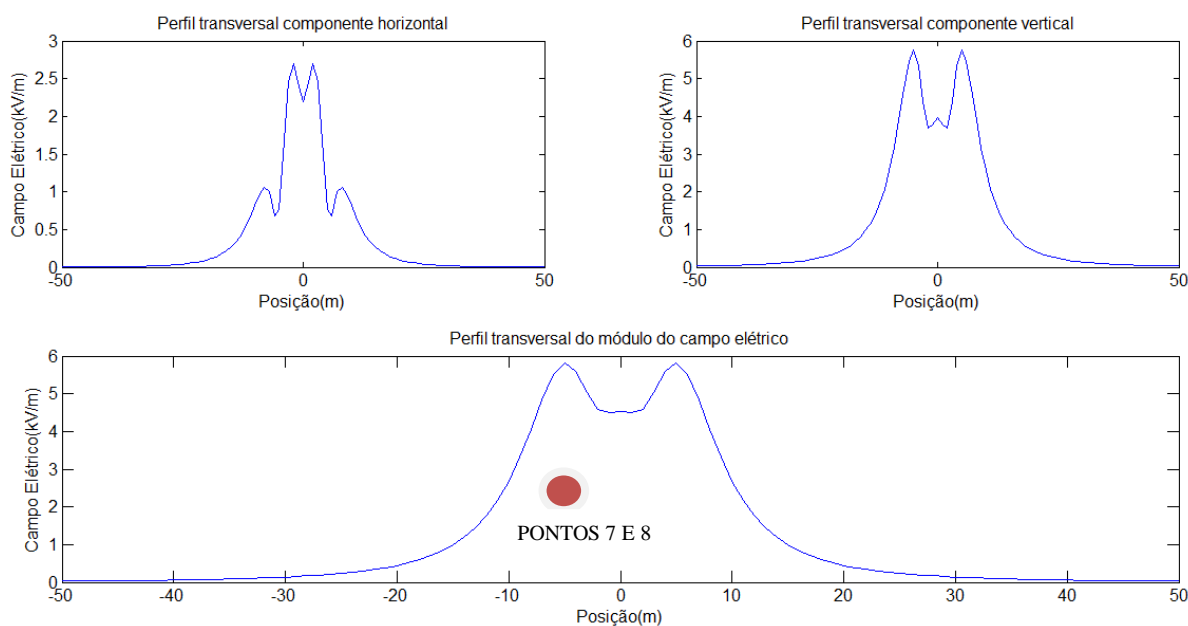 Perfil transversal componente horizontal
Campo Elétrico(kV/m)
3
2.5
2
1.5
1
0.5
0
-50 0 50
Posição(m)
Perfil transversal componente vertical
Campo Elétrico(kV/m)
6
5
4
3
2
1
0
-50 0 50
Posição(m)
Perfil transversal do módulo do campo elétrico
Campo Elétrico(kV/m)
6
5
4
3
2
1
0
PONTOS 7 E 8
-50 -40 -30 -20 -10 0 10 20 30 40 50
Posição(m)